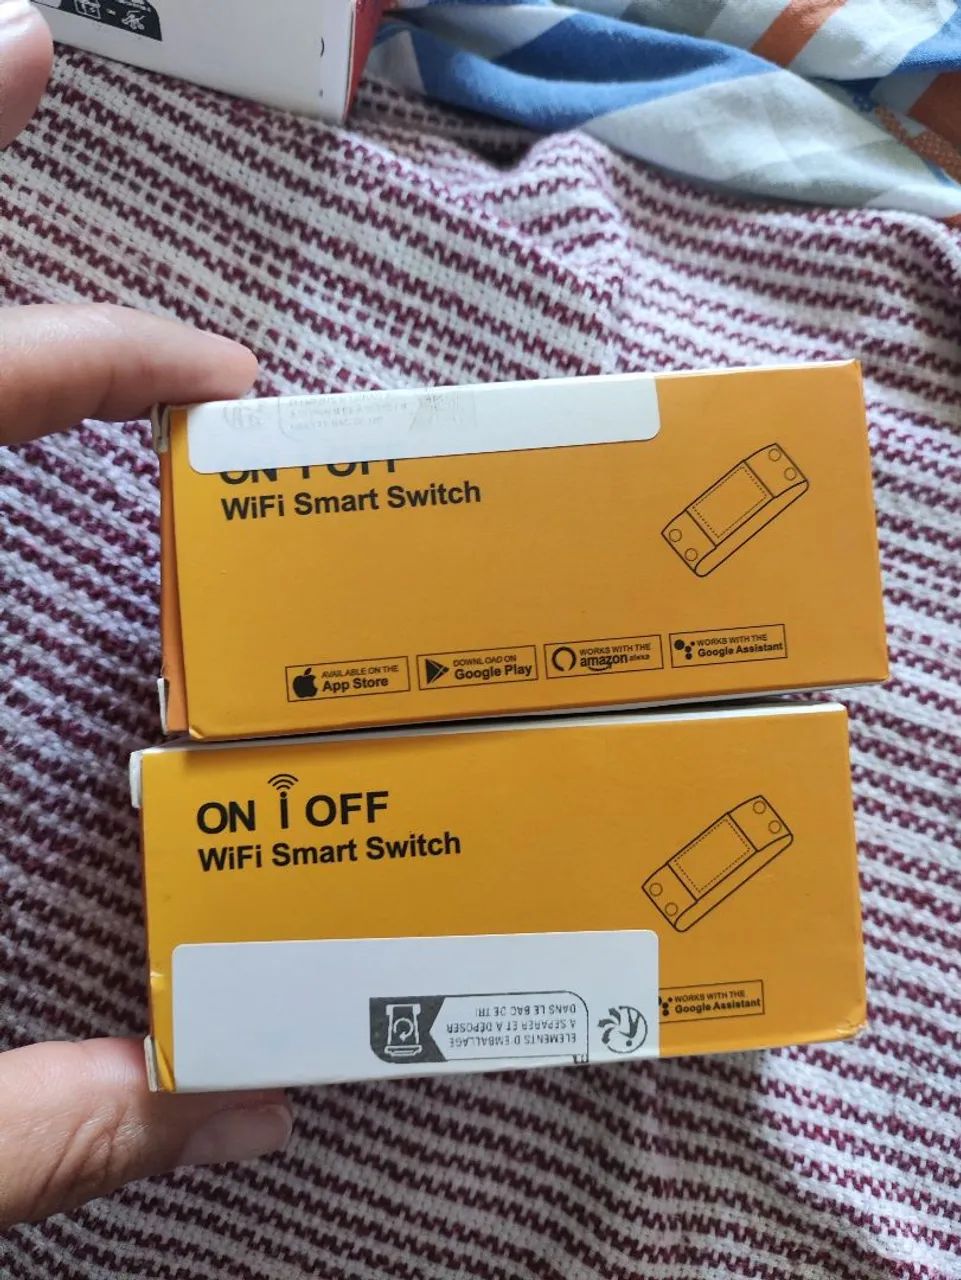 WiFi Smart Switch
AVAILABLE ON THE
App Store
DOWNLOAD ON
Google Play
WORKS WITH THE
amazon alexa
WORKS WITH THE
Google Assistant
ON OFF
WiFi Smart Switch
WORKS WITH THE
Google Assistant
ELEMENTS D'EMBALLAGE
A SEPARER ET A DEPOSER
DANS LE BAC DE TRI